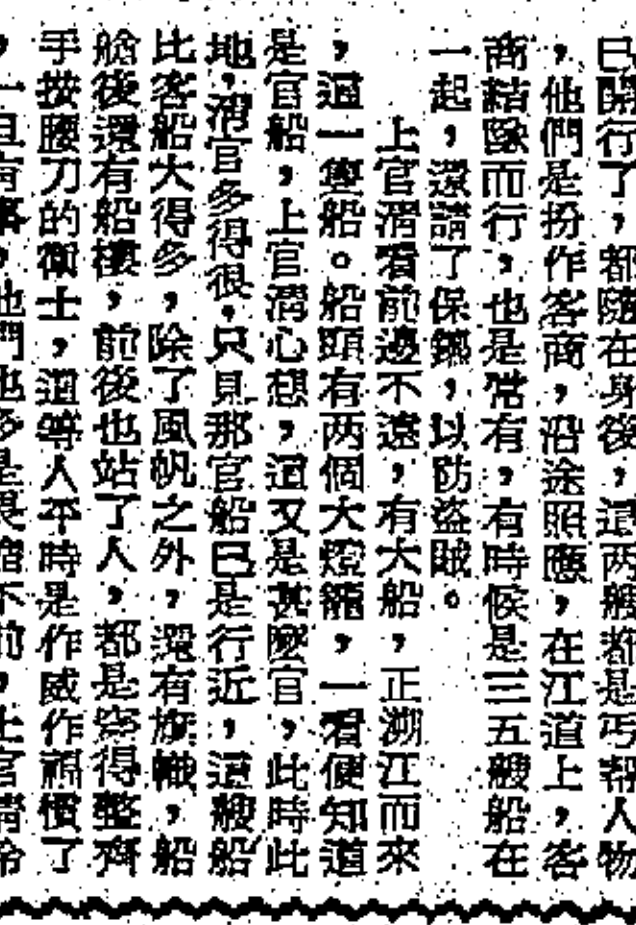 已開行了，都隨在身後，這两艘都是丐幫人物
，他們是扮作客商，沿途照應，在江道上，客
商結隊而行，也是常有，有時候是三五艘船在
一起，還請了保鏢，以防盜賊。
上官渭看前邊不遠，有大船，正溯江而來
，這一隻船。船頭有两個大燈籠，一看便知道
是官船，上官渭心想，這又是甚麼官，此時此
地，清官多得很，只見那官船已是行近，這艘船
比客船大得多，除了風帆之外，還有旗幟，船
艙後還有船樓，前後也站了人，都是穿得整齊
手按腰刀的衛士，這等人平時是作威作福慣了
，一旦有事，他們也多是畏
不前，上官